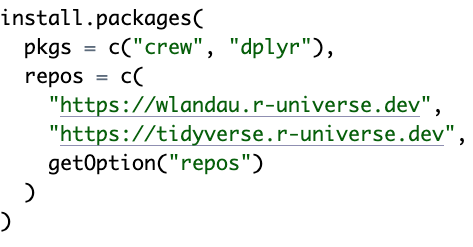 install.packages(
  pkgs = c("crew", "dplyr"),
  repos = c(
    "https://wlandau.r-universe.dev",
    "https://tidyverse.r-universe.dev",
    getOption("repos")
  )
)